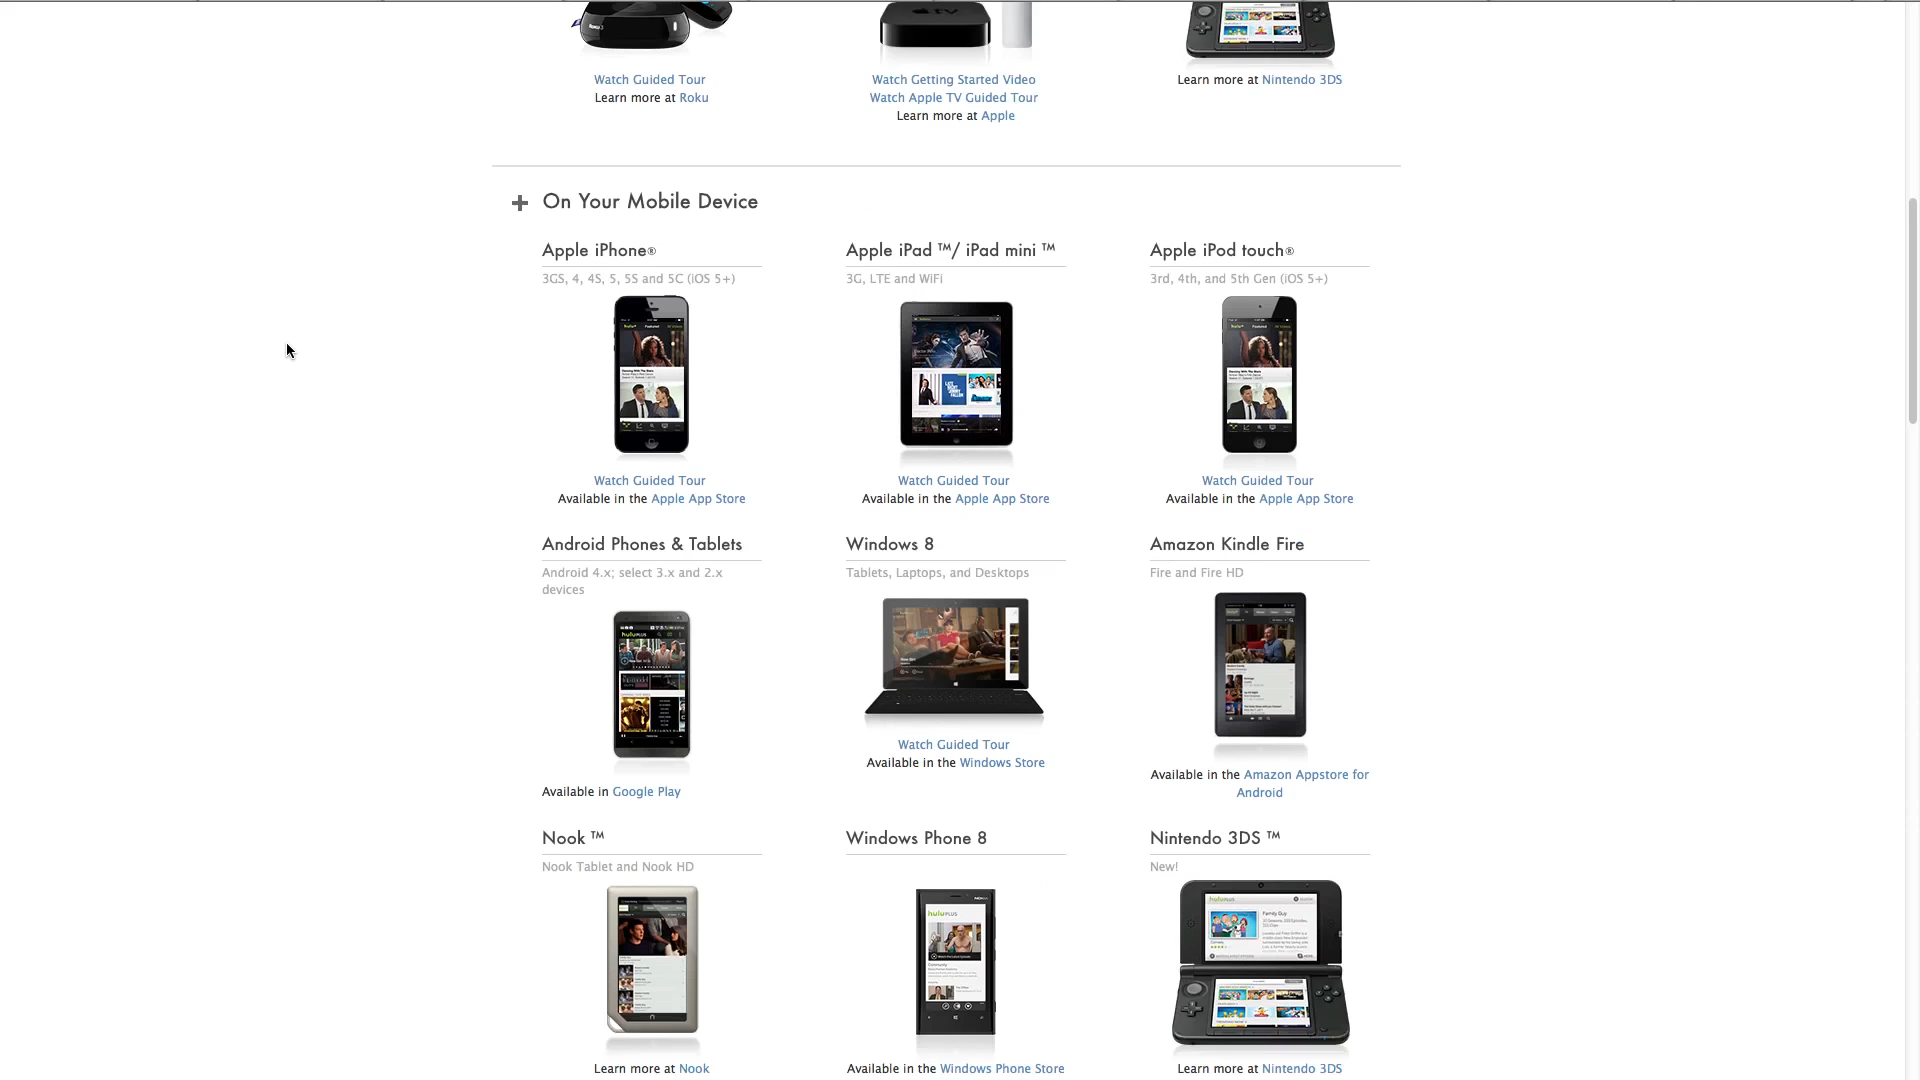 Watch Guided Tour
Learn more at Roku
Watch Getting Started Video
Watch Apple TV Guided Tour
Learn more at Apple
Learn more at Nintendo 3DS
On Your Mobile Device
Apple iPhone®
3GS, 4, 4S, 5, 5S and 5C (iOS 5+)
Watch Guided Tour
Available in the Apple App Store
Apple iPad ™/ iPad mini ™
3G, LTE and WiFi
Watch Guided Tour
Available in the Apple App Store
Apple iPod touch®
3rd, 4th, and 5th Gen (iOS 5+)
Watch Guided Tour
Available in the Apple App Store
Android Phones & Tablets
Android 4.x; select 3.x and 2.x
devices
hulu PLUS
Available in Google Play
Windows 8
Tablets, Laptops, and Desktops
Watch Guided Tour
Available in the Windows Store
Amazon Kindle Fire
Fire and Fire HD
Available in the Amazon Appstore for
Android
Nook ™
Nook Tablet and Nook HD
Learn more at Nook
Windows Phone 8
hulu PLUS
Available in the Windows Phone Store
Nintendo 3DS ™
New!
hulu PLUS
Family Guy
Learn more at Nintendo 3DS